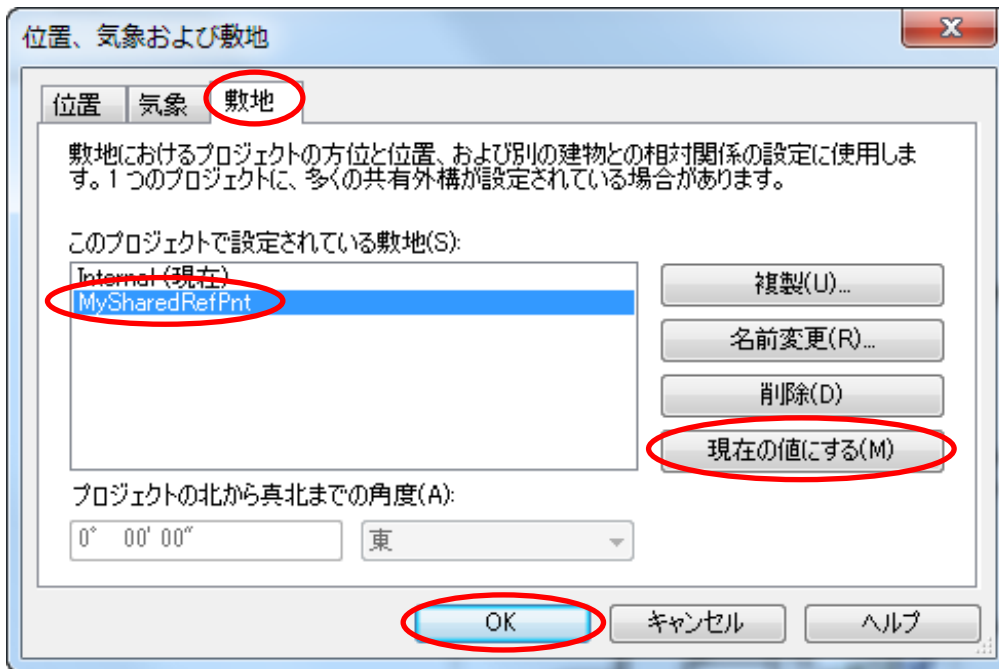 位置、気象および敷地
位置 気象 敷地
敷地におけるプロジェクトの方位と位置、および別の建物との相対関係の設定に使用しま
す。1 つのプロジェクトに、多くの共有外構が設定されている場合があります。
このプロジェクトで設定されている敷地(S):
Internal (現在)
MySharedRefPnt
複製(U)...
名前変更(R)...
削除(D)
現在の値にする(M)
プロジェクトの北から真北までの角度(A):
0° 00' 00"
東
OK キャンセル ヘルプ